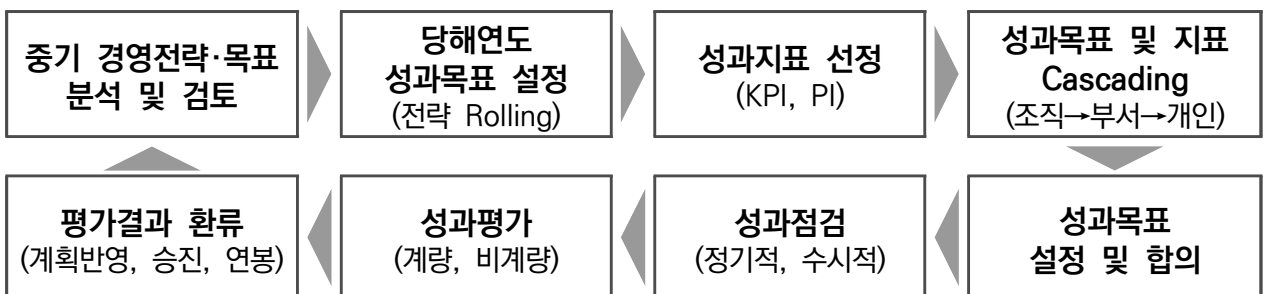 중기 경영전략·목표
분석 및 검토
당해연도
성과목표 설정
(전략 Rolling)
성과지표 선정
(KPI, PI)
성과목표 및 지표
Cascading
(조직→부서→개인)
평가결과 환류
(계획반영, 승진, 연봉)
성과평가
(계량, 비계량)
성과점검
(정기적, 수시적)
성과목표
설정 및 합의